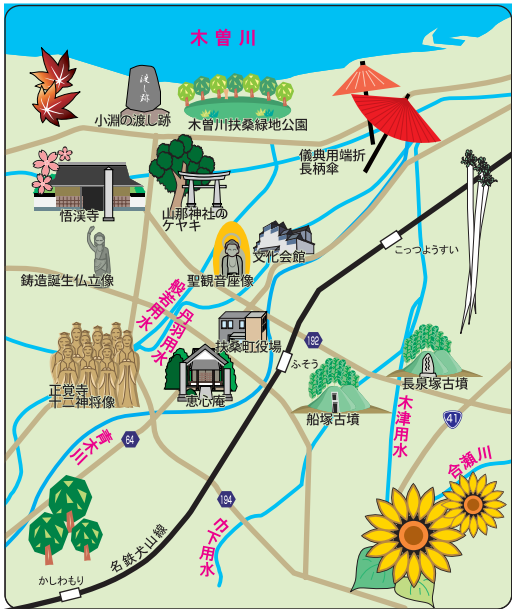 木曽川
渡し跡
小淵の渡し跡
木曽川扶桑緑地公園
儀典用端折
長柄傘
悟渓寺
山那神社の
ケヤキ
こつつようすい
鋳造誕生仏立像
聖観音座像
文化会館
般若用水
丹羽用水
扶桑町役場
192
ふそう
正覚寺
十二神将像
恵心庵
船塚古墳
長泉塚古墳
木津用水
41
青木川
64
合瀬川
194
巾下用水
名鉄犬山線
かしわもり